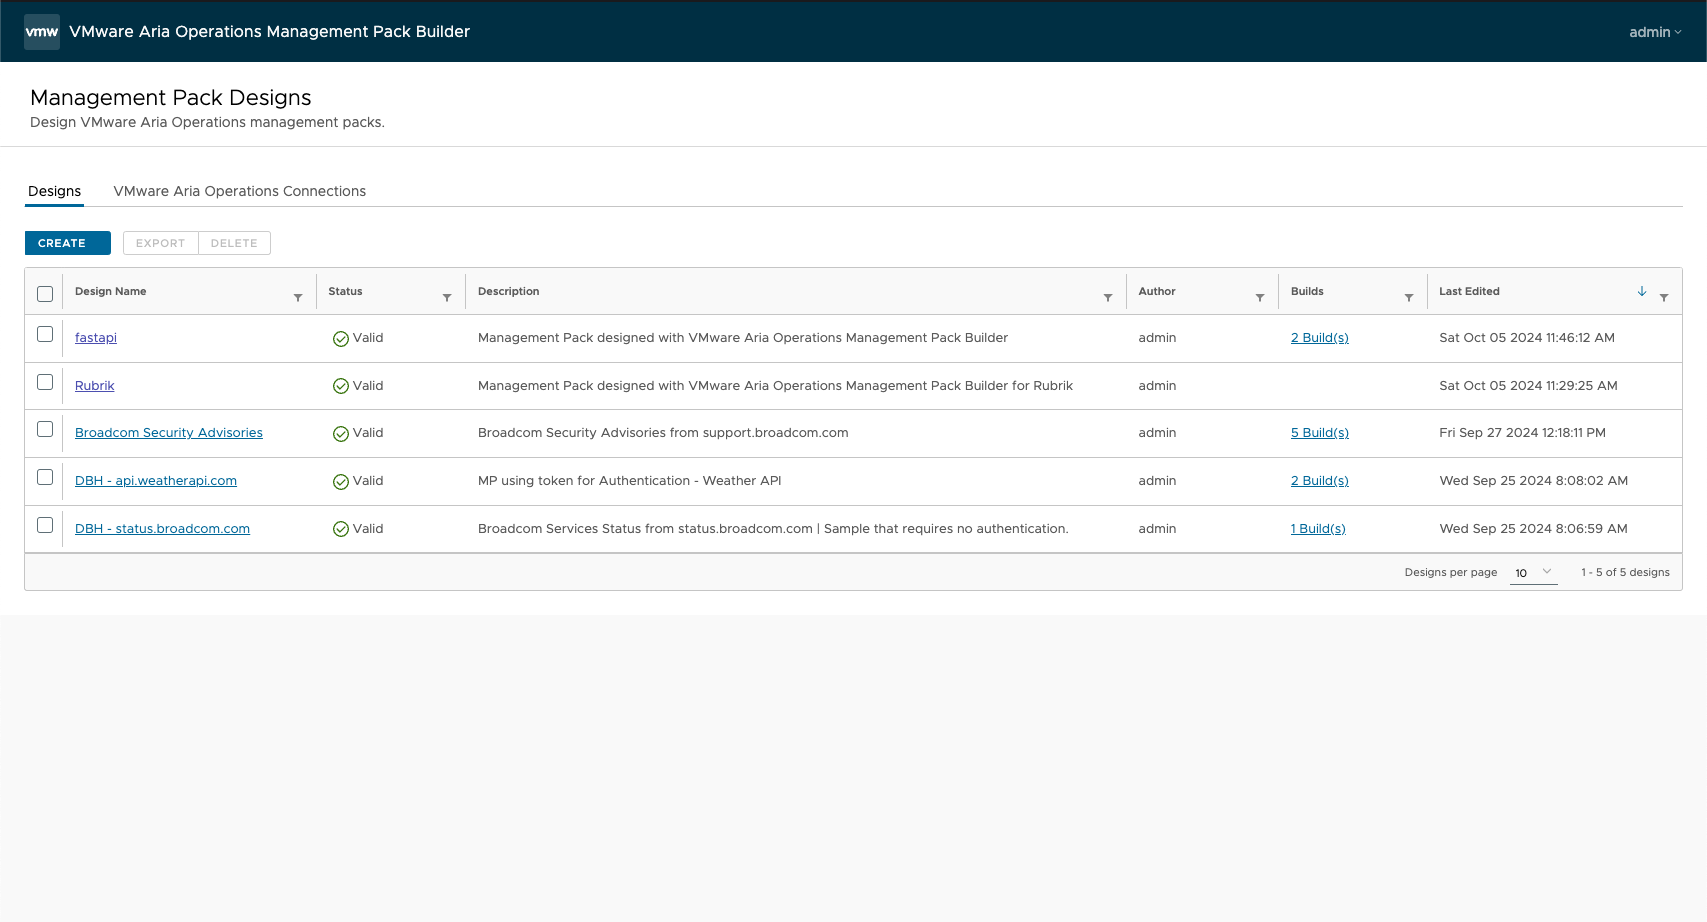 vmw VMware Aria Operations Management Pack Builder admin
Management Pack Designs
Design VMware Aria Operations management packs.
Designs VMware Aria Operations Connections
CREATE EXPORT DELETE
Design Name Status Description Author Builds Last Edited
fastapi Valid Management Pack designed with VMware Aria Operations Management Pack Builder admin 2 Build(s) Sat Oct 05 2024 11:46:12 AM
Rubrik Valid Management Pack designed with VMware Aria Operations Management Pack Builder for Rubrik admin Sat Oct 05 2024 11:29:25 AM
Broadcom Security Advisories Valid Broadcom Security Advisories from support.broadcom.com admin 5 Build(s) Fri Sep 27 2024 12:18:11 PM
DBH - api.weatherapi.com Valid MP using token for Authentication - Weather API admin 2 Build(s) Wed Sep 25 2024 8:08:02 AM
DBH - status.broadcom.com Valid Broadcom Services Status from status.broadcom.com | Sample that requires no authentication. admin 1 Build(s) Wed Sep 25 2024 8:06:59 AM
Designs per page 10 1 - 5 of 5 designs